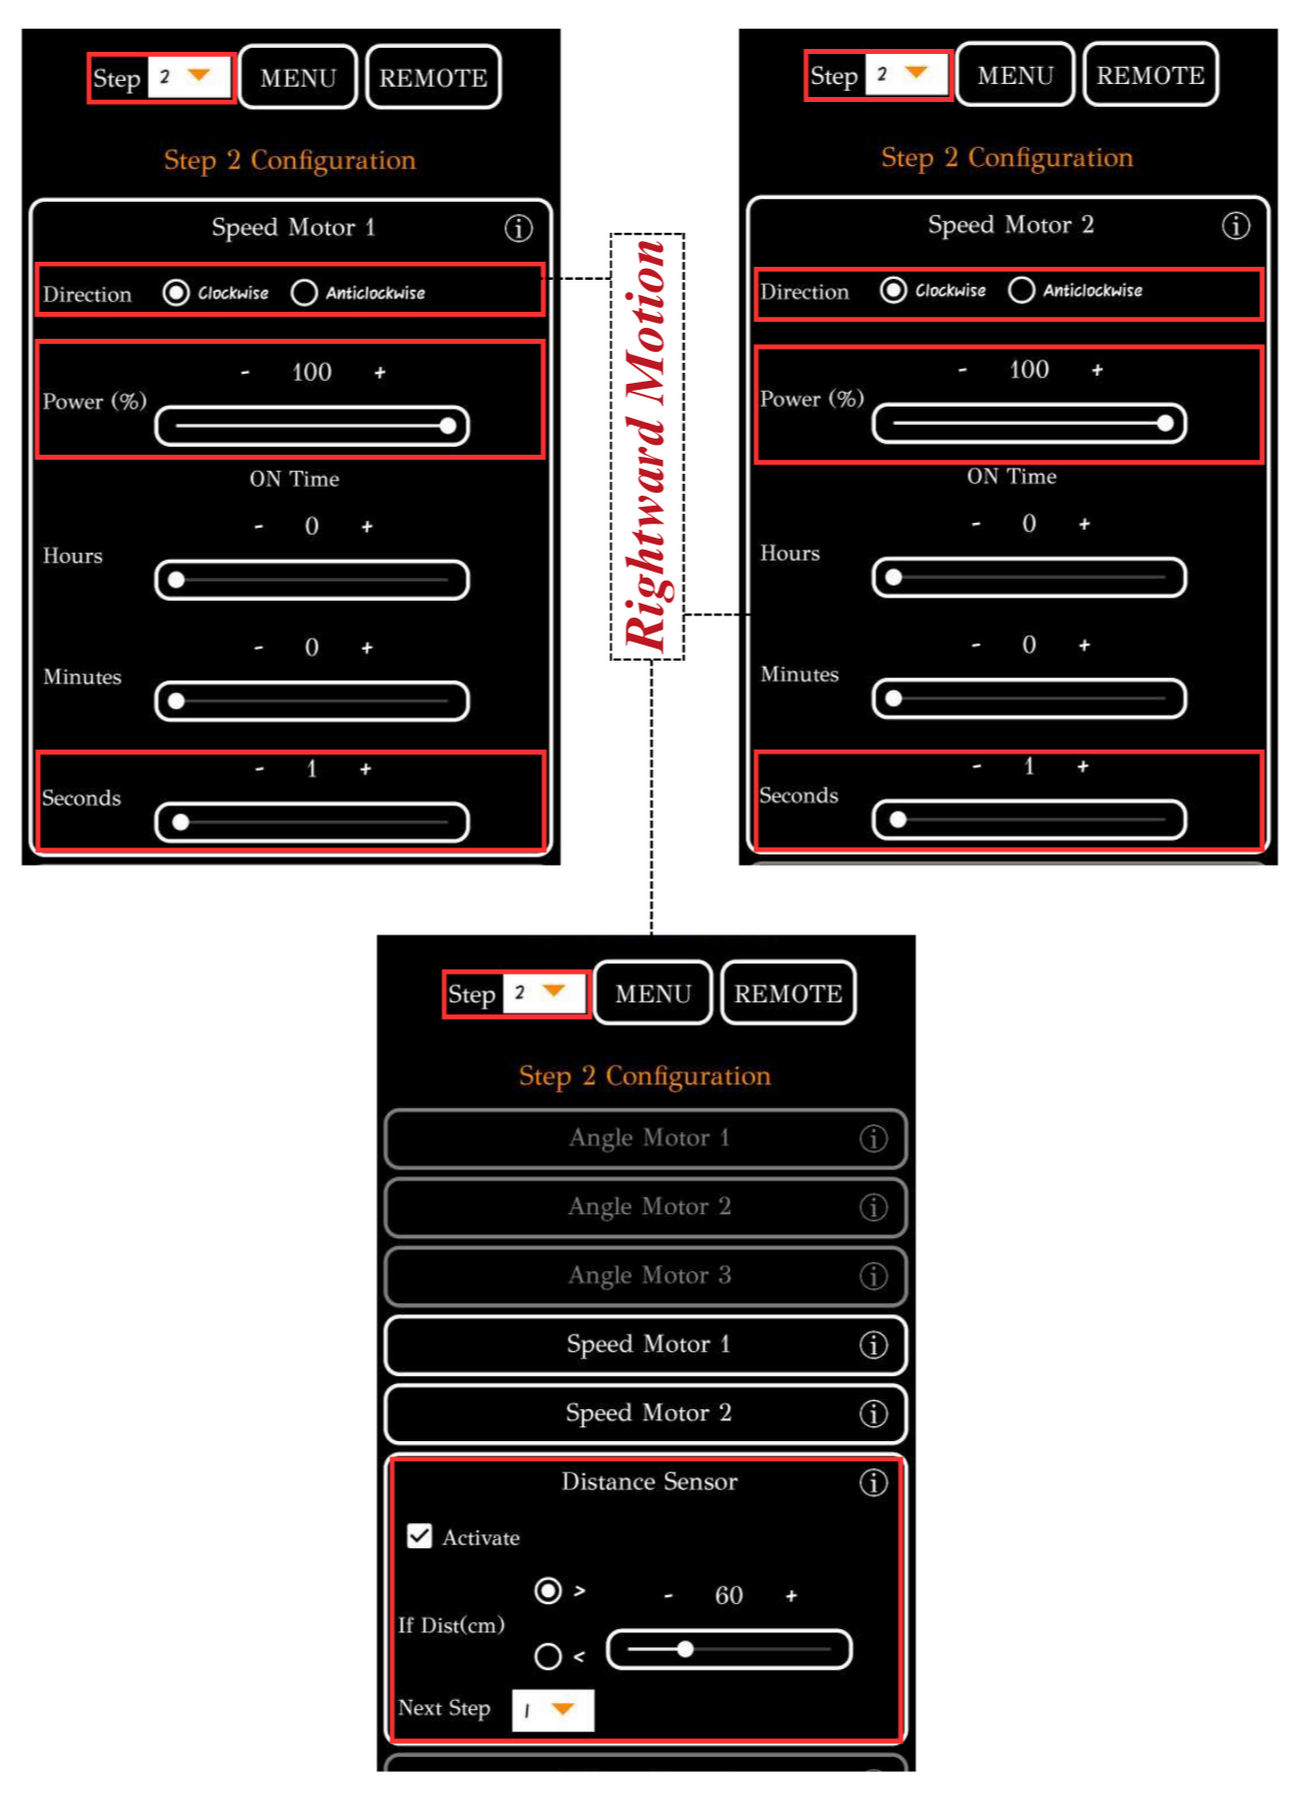 Step 2 MENU REMOTE
Step 2 Configuration
Speed Motor 1
Direction Clockwise Anticlockwise
- 100 +
Power (%)
ON Time
- 0 +
Hours
- 0 +
Minutes
- 1 +
Seconds
Rightward Motion
Step 2 MENU REMOTE
Step 2 Configuration
Speed Motor 2
Direction Clockwise Anticlockwise
- 100 +
Power (%)
ON Time
- 0 +
Hours
- 0 +
Minutes
- 1 +
Seconds
Step 2 MENU REMOTE
Step 2 Configuration
Angle Motor 1
Angle Motor 2
Angle Motor 3
Speed Motor 1
Speed Motor 2
Distance Sensor
Activate
> - 60 +
If Dist(cm)
<
Next Step 1